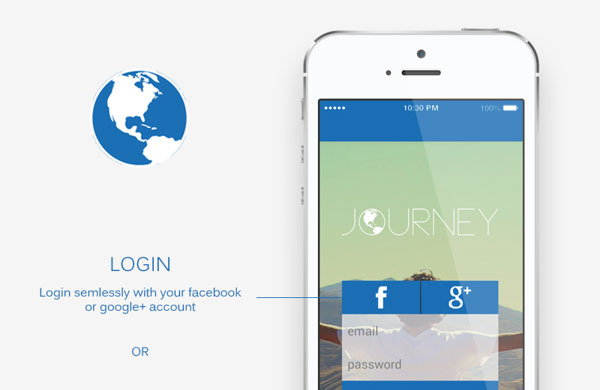 10:30 PM
100%
JOURNEY
LOGIN
Login semlessly with your facebook
or google+ account
f
g+
email
password
OR